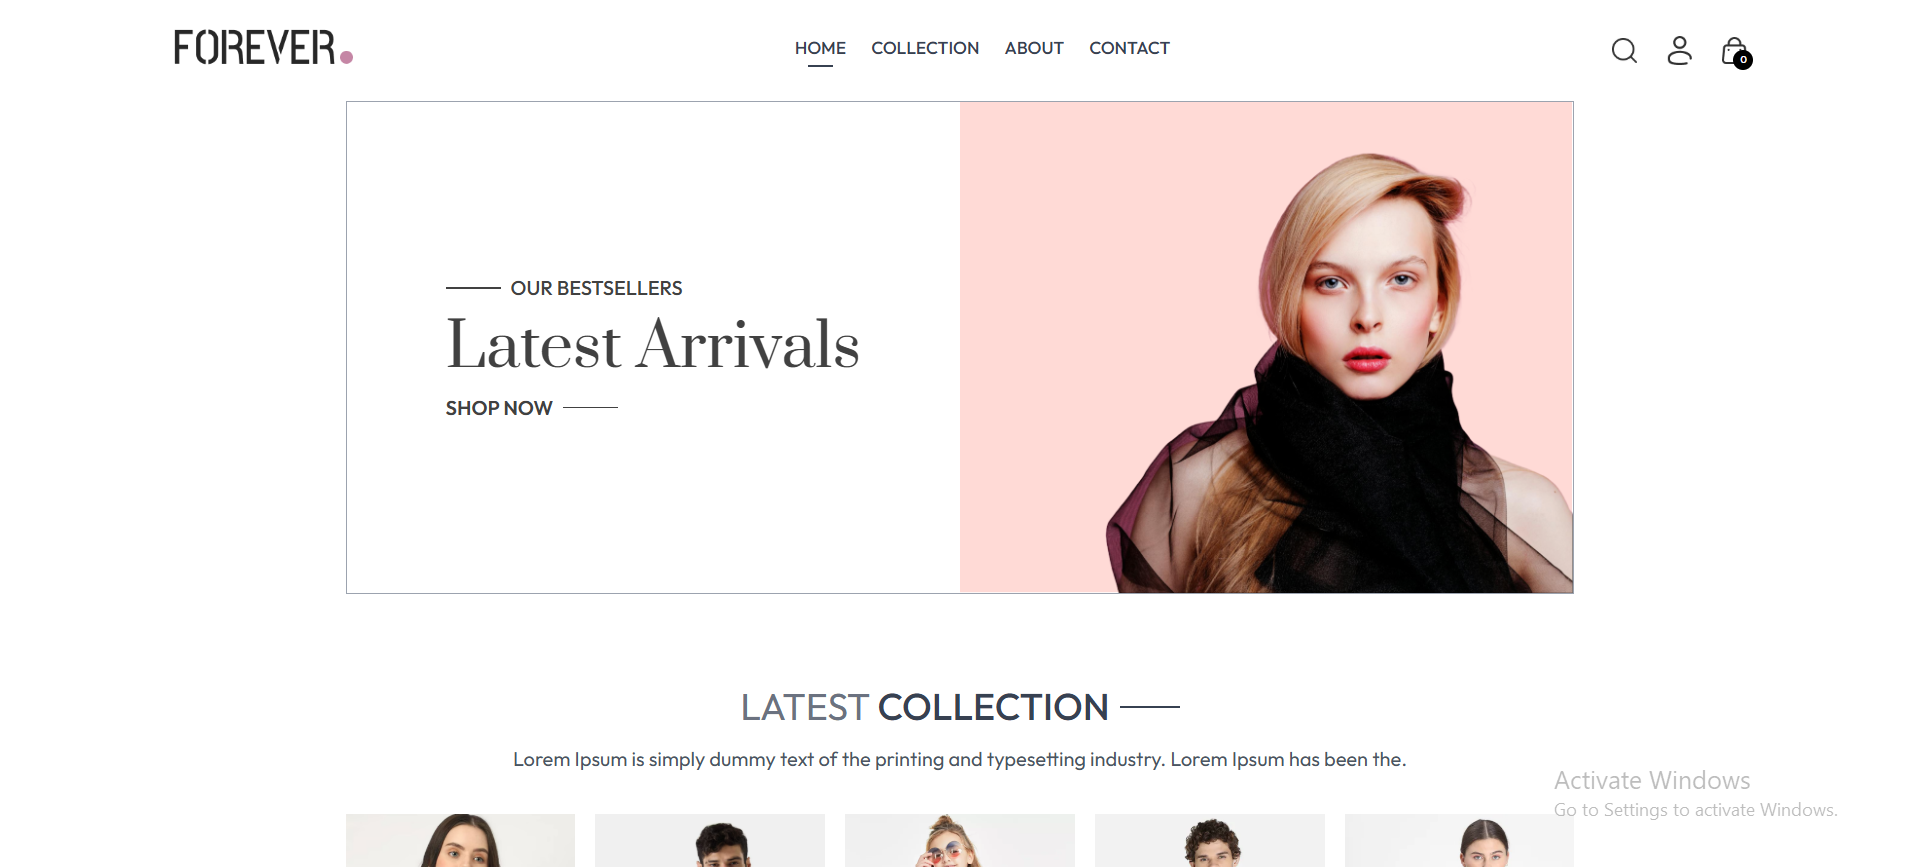 FOREVER.
HOME COLLECTION ABOUT CONTACT
0
OUR BESTSELLERS
Latest Arrivals
SHOP NOW
LATEST COLLECTION
Lorem Ipsum is simply dummy text of the printing and typesetting industry. Lorem Ipsum has been the.
Activate Windows
Go to Settings to activate Windows.